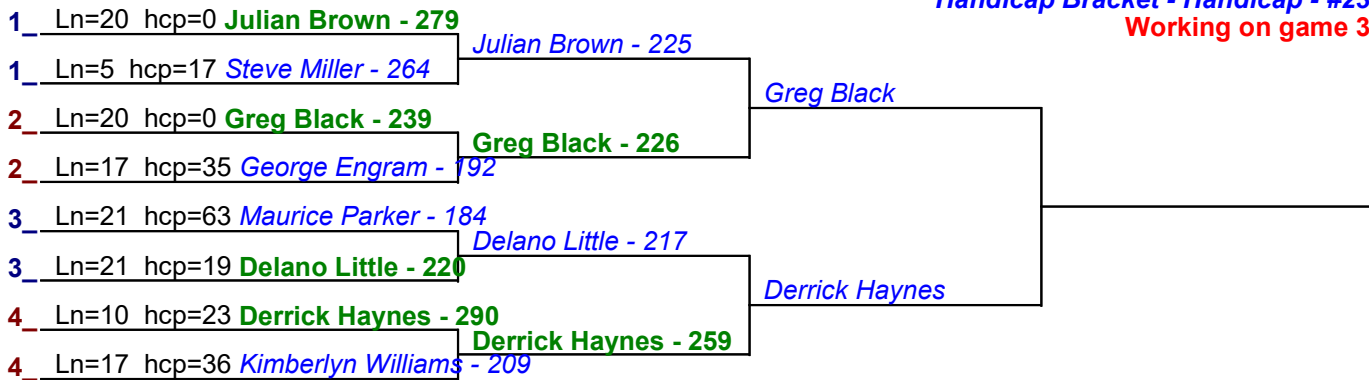 Handicap Bracket - Handicap - #23
Working on game 3
1_ Ln=20 hcp=0 Julian Brown - 279
Julian Brown - 225
1_ Ln=5 hcp=17 Steve Miller - 264
Greg Black
2_ Ln=20 hcp=0 Greg Black - 239
Greg Black - 226
2_ Ln=17 hcp=35 George Engram - 192
3_ Ln=21 hcp=63 Maurice Parker - 184
Delano Little - 217
3_ Ln=21 hcp=19 Delano Little - 220
Derrick Haynes
4_ Ln=10 hcp=23 Derrick Haynes - 290
Derrick Haynes - 259
4_ Ln=17 hcp=36 Kimberlyn Williams - 209